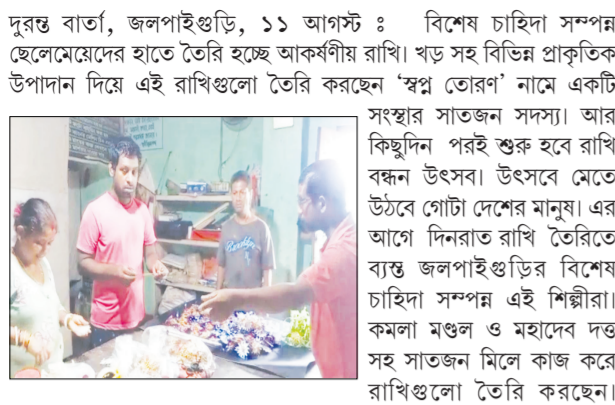 দুরন্ত বার্তা, জলপাইগুড়ি, ১১ আগস্ট ঃ বিশেষ চাহিদা সম্পন্ন
ছেলেমেয়েদের হাতে তৈরি হচ্ছে আকর্ষণীয় রাখি। খড় সহ বিভিন্ন প্রাকৃতিক
উপাদান দিয়ে এই রাখিগুলো তৈরি করছেন ‘স্বপ্ন তোরণ’ নামে একটি
সংস্থার সাতজন সদস্য। আর
কিছুদিন পরই শুরু হবে রাখি
বন্ধন উৎসব। উৎসবে মেতে
উঠবে গোটা দেশের মানুষ। এর
আগে দিনরাত রাখি তৈরিতে
ব্যস্ত জলপাইগুড়ির বিশেষ
চাহিদা সম্পন্ন এই শিল্পীরা।
কমলা মণ্ডল ও মহাদেব দত্ত
সহ সাতজন মিলে কাজ করে
রাখিগুলো তৈরি করছেন।